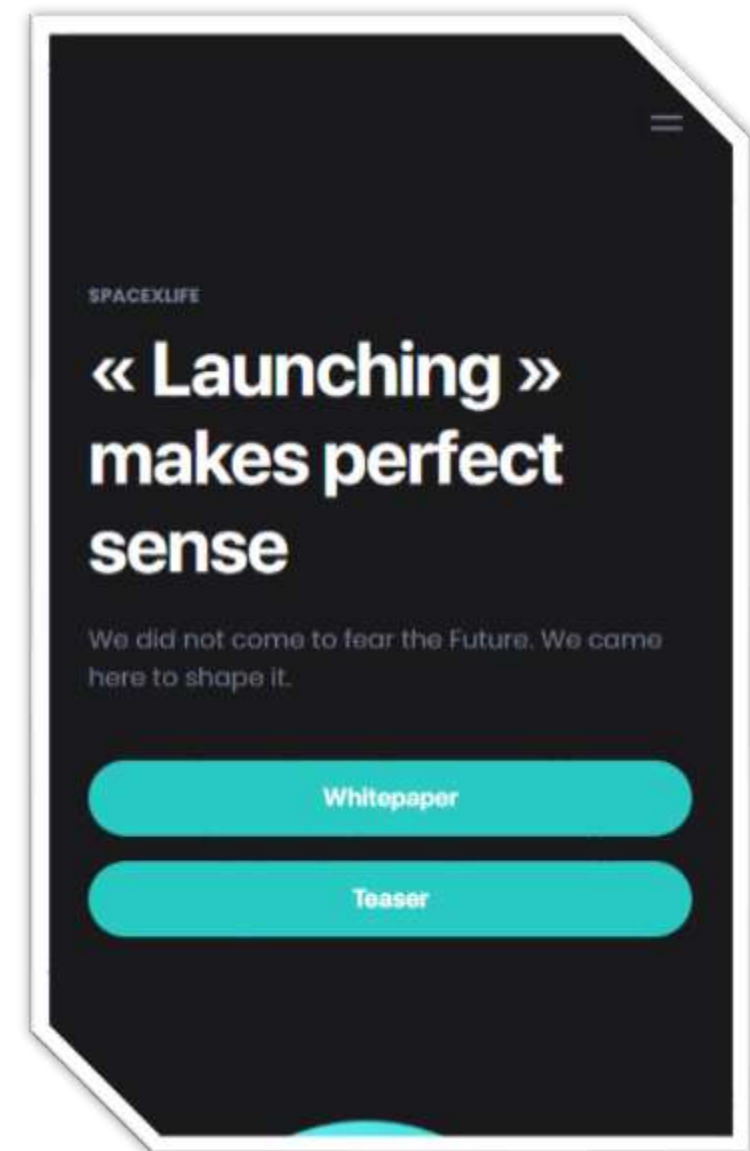 SPACEXLIFE
« Launching »
makes perfect
sense
We did not come to fear the Future. We came
here to shape it.
Whitepaper
Teaser